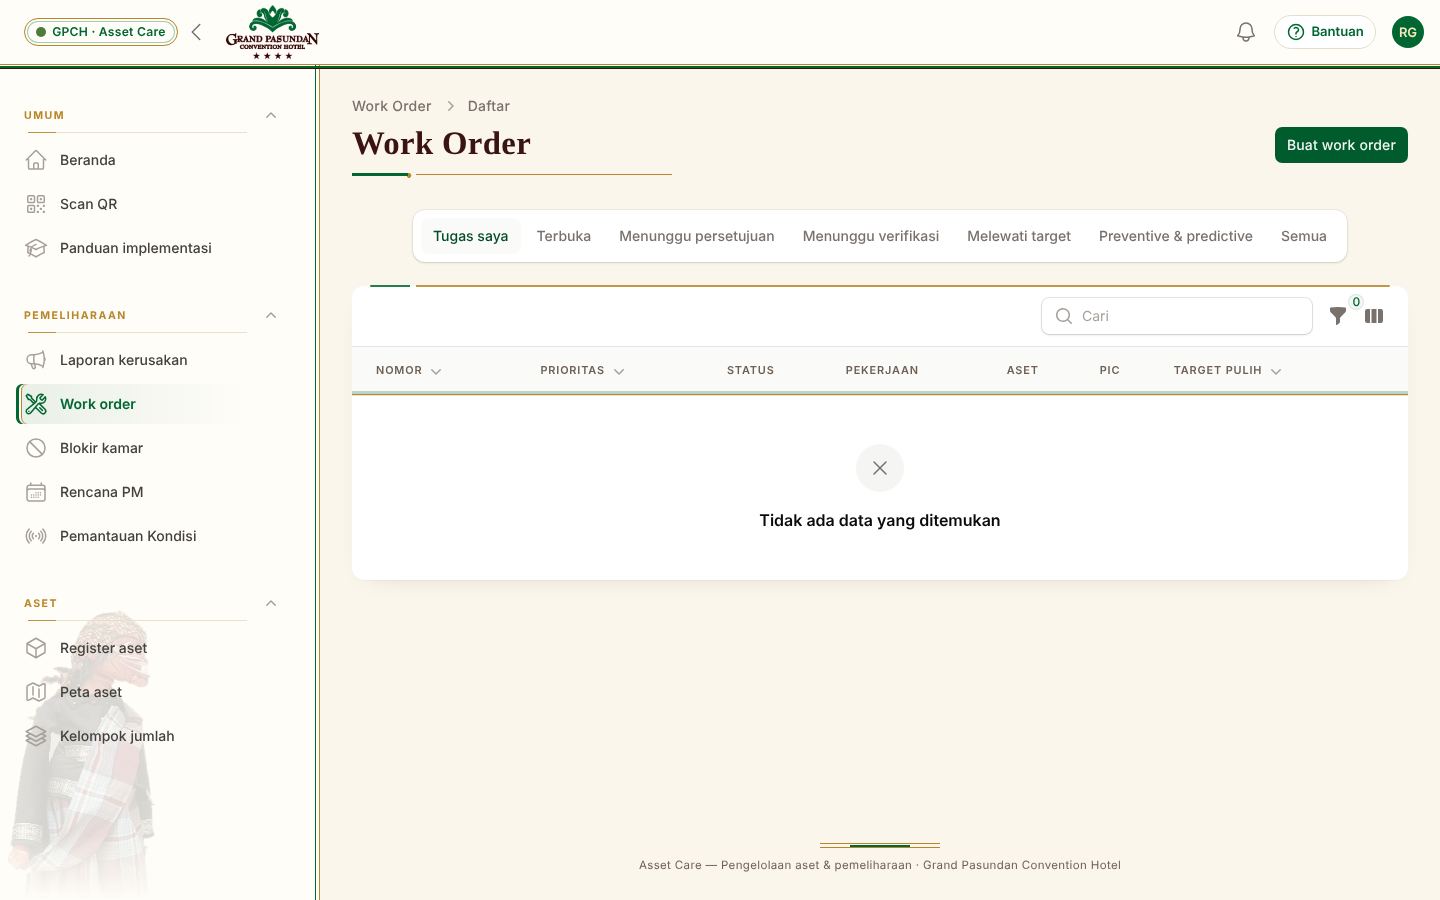 GPCH · Asset Care
GRAND PASUNDAN
CONVENTION HOTEL
Bantuan
RG
UMUM
Beranda
Scan QR
Panduan implementasi
PEMELIHARAAN
Laporan kerusakan
Work order
Blokir kamar
Rencana PM
Pemantauan Kondisi
ASET
Register aset
Peta aset
Kelompok jumlah
Work Order > Daftar
Work Order
Buat work order
Tugas saya Terbuka Menunggu persetujuan Menunggu verifikasi Melewati target Preventive & predictive Semua
Cari
0
NOMOR PRIORITAS STATUS PEKERJAAN ASET PIC TARGET PULIH
Tidak ada data yang ditemukan
Asset Care — Pengelolaan aset & pemeliharaan · Grand Pasundan Convention Hotel